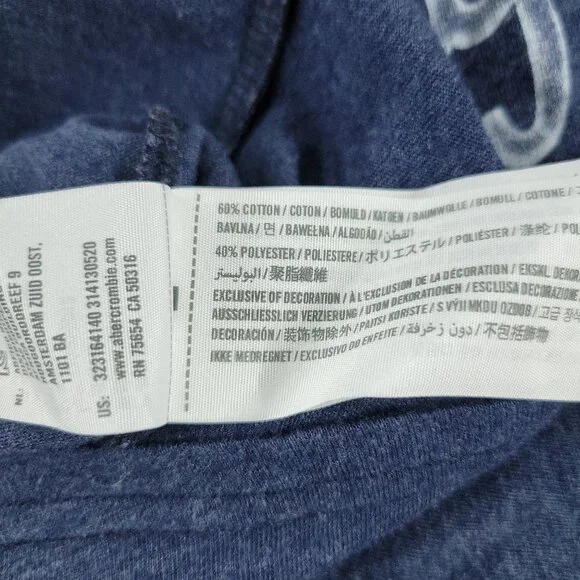 60% COTTON / COTON / BOMULD / KATOEN / BAUMWOLLE / BOMULL / COTONE /
BAVLNA / 면 / BAWEŁNA / ALGODÃO / القطن /
40% POLYESTER / POLIESTERE / ポリエステル / POLIÉSTER / 涤纶 /
البوليستر / 聚脂纖維
EXCLUSIVE OF DECORATION / À L'EXCLUSION DE LA DÉCORATION / EKSKL DEKORA
AUSSCHLIESSLICH VERZIERUNG / UTOM DEKORATIONEN / ESCLUSA DECORAZIONE
DECORACIÓN / 装饰物除外 / PAITSI KORISTE / S VÝJIMKOU OZDOB / 고급 장식
IKKE MEDREGNET / EXCLUSIVO DO ENFEITE / دون زخرفة / 不包括飾物
NL:
HOOGOORDDREEF 9
AMSTERDAM ZUID OOST,
1101 BA
US: 323164140 314130520
www.abercrombie.com
RN 75654 CA 50316